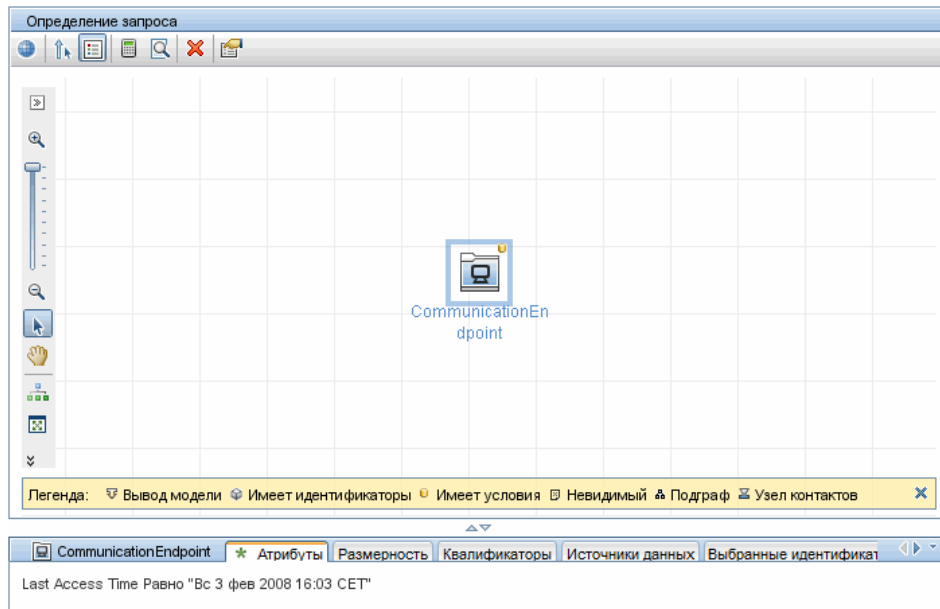 Определение запроса
CommunicationEn
dpoint
Легенда: Вывод модели Имеет идентификаторы Имеет условия Невидимый Подграф Узел контактов
CommunicationEndpoint Атрибуты Размерность Квалификаторы Источники данных Выбранные идентификат
Last Access Time Равно "Вс 3 фев 2008 16:03 CET"